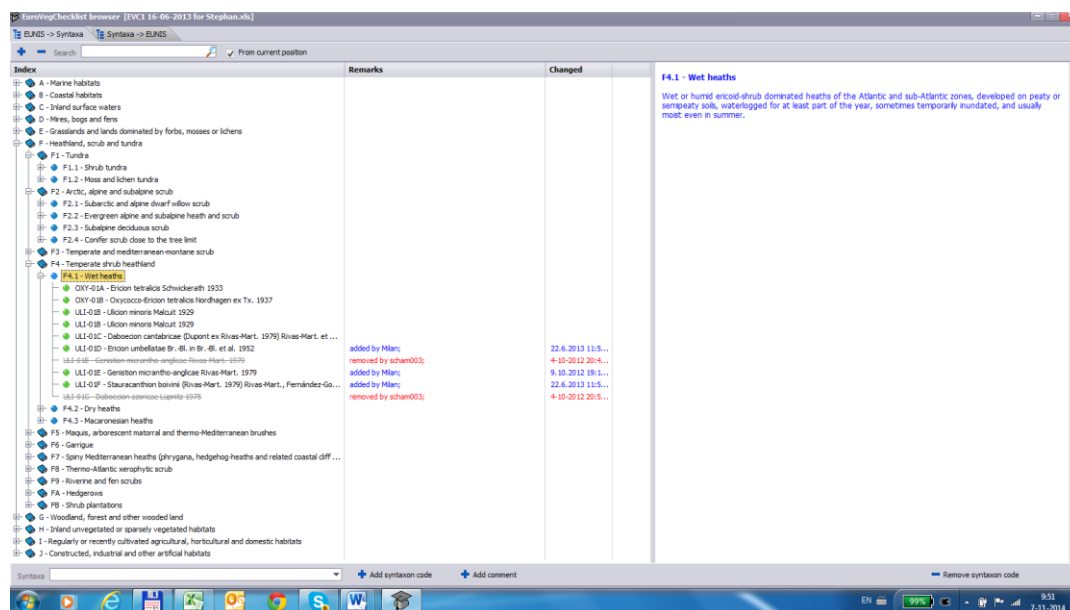 EuroVegChecklist browser [EVC1 16-06-2013 for Stephan.xls]
EUNIS -> Syntaxa Syntaxa -> EUNIS
Search From current position
Index Remarks Changed
A - Marine habitats
B - Coastal habitats
C - Inland surface waters
D - Mires, bogs and fens
E - Grasslands and lands dominated by forbs, mosses or lichens
F - Heathland, scrub and tundra
F1 - Tundra
F1.1 - Shrub tundra
F1.2 - Moss and lichen tundra
F2 - Arctic, alpine and subalpine scrub
F2.1 - Subarctic and alpine dwarf willow scrub
F2.2 - Evergreen alpine and subalpine heath and scrub
F2.3 - Subalpine deciduous scrub
F2.4 - Conifer scrub close to the tree limit
F3 - Temperate and mediterranean-montane scrub
F4 - Temperate shrub heathland
F4.1 - Wet heaths
OXY-01A - Ericion tetralicis Schwickerath 1933
OXY-01B - Oxycocco-Ericion tetralicis Nordhagen ex Tx. 1937
ULI-01B - Ulicion minoris Malcuit 1929
ULI-01B - Ulicion minoris Malcuit 1929
ULI-01C - Daboecion cantabricae (Dupont ex Rivas-Mart. 1979) Rivas-Mart. et ...
ULI-01D - Ericion umbellatae Br.-Bl. in Br.-Bl. et al. 1952 added by Milan; 22.6.2013 11:5...
ULI-01E - Genistion micrantho-anglicae Rivas-Mart. 1979 removed by scham003; 4-10-2012 20:4...
ULI-01E - Genistion micrantho-anglicae Rivas-Mart. 1979 added by Milan; 9.10.2012 19:1...
ULI-01F - Stauracanthion boivinii (Rivas-Mart. 1979) Rivas-Mart., Fernández-Go... added by Milan; 22.6.2013 11:5...
ULI-01G - Daboecion azoricae Lüpnitz 1975 removed by scham003; 4-10-2012 20:5...
F4.2 - Dry heaths
F4.3 - Macaronesian heaths
F5 - Maquis, arborescent matorral and thermo-Mediterranean brushes
F6 - Garrigue
F7 - Spiny Mediterranean heaths (phrygana, hedgehog-heaths and related coastal cliff ...
F8 - Thermo-Atlantic xerophytic scrub
F9 - Riverine and fen scrubs
FA - Hedgerows
FB - Shrub plantations
G - Woodland, forest and other wooded land
H - Inland unvegetated or sparsely vegetated habitats
I - Regularly or recently cultivated agricultural, horticultural and domestic habitats
J - Constructed, industrial and other artificial habitats
F4.1 - Wet heaths
Wet or humid ericoid-shrub dominated heaths of the Atlantic and sub-Atlantic zones, developed on peaty or
semipeaty soils, waterlogged for at least part of the year, sometimes temporarily inundated, and usually
moist even in summer.
Syntaxa Add syntaxon code Add comment Remove syntaxon code
EN 99% 9:51
7-11-2014